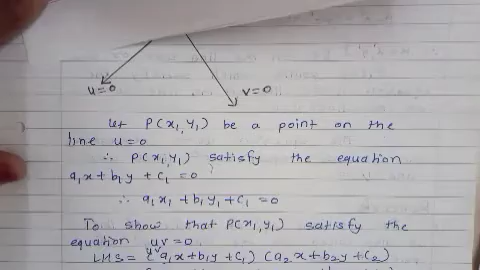 u=0 v=0
Let P(x₁,y₁) be a point on the
line u=0
∴ P(x₁,y₁) satisfy the equation
a₁x+b₁y+c₁=0
∴ a₁x₁+b₁y₁+c₁=0
To show that P(x₁,y₁) satisfy the
equation uv=0
LHS= (a₁x+b₁y+c₁) (a₂x+b₂y+c₂)